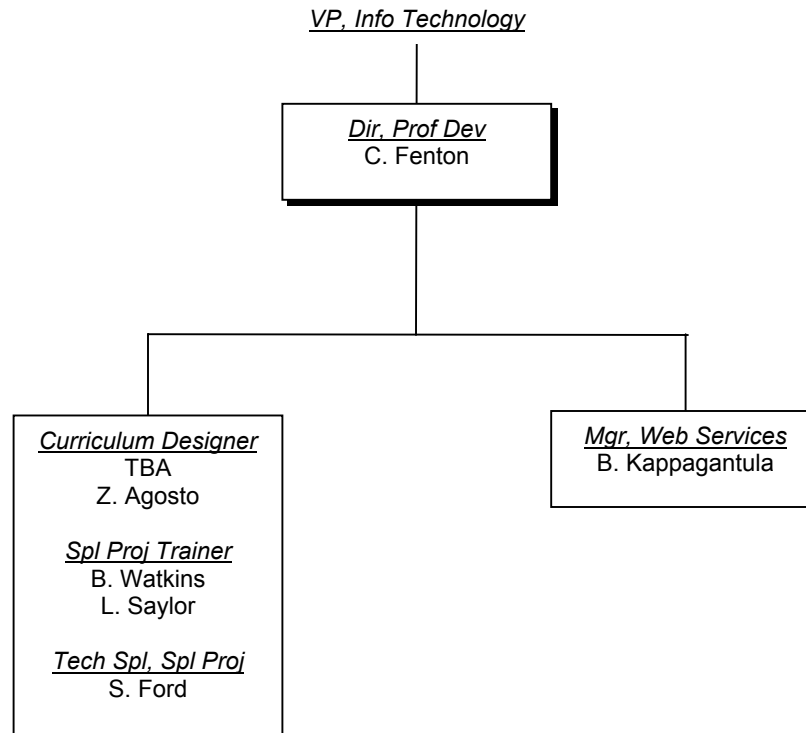 VP, Info Technology
Dir, Prof Dev
C. Fenton
Curriculum Designer
TBA
Z. Agosto
Spl Proj Trainer
B. Watkins
L. Saylor
Tech Spl, Spl Proj
S. Ford
Mgr, Web Services
B. Kappagantula